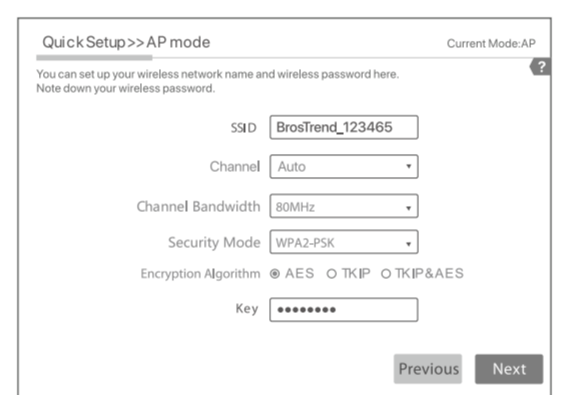 Quick Setup>>AP mode
Current Mode:AP
?
You can set up your wireless network name and wireless password here.
Note down your wireless password.
SSID BrosTrend_123465
Channel Auto
Channel Bandwidth 80MHz
Security Mode WPA2-PSK
Encryption Algorithm AES TKIP TKIP&AES
Key ●●●●●●●●
Previous Next